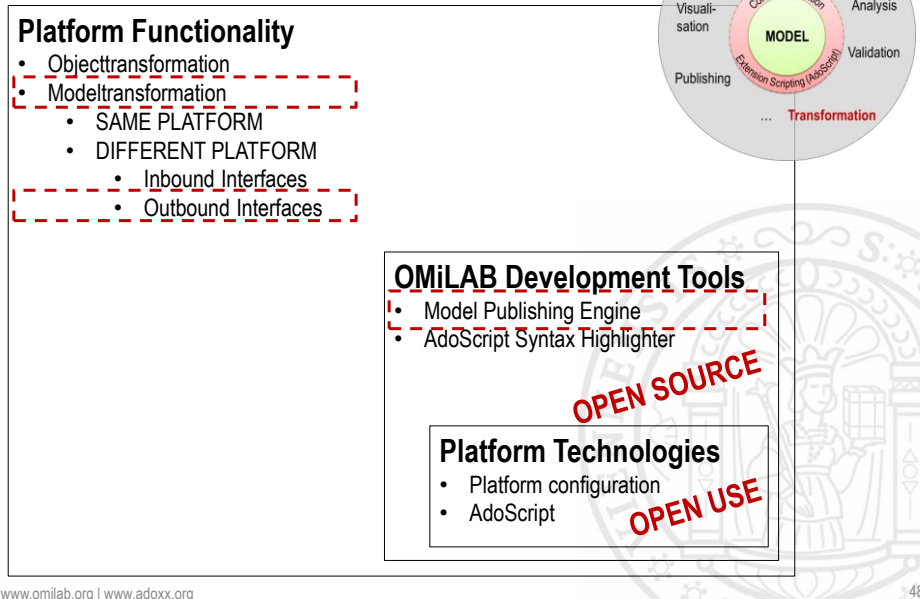 Platform Functionality
• Objecttransformation
• Modeltransformation
• SAME PLATFORM
• DIFFERENT PLATFORM
• Inbound Interfaces
• Outbound Interfaces
Visuali-
sation
Analysis
MODEL
Validation
Extension Scripting (AdoScript)
Publishing
... Transformation
OMiLAB Development Tools
• Model Publishing Engine
• AdoScript Syntax Highlighter
OPEN SOURCE
Platform Technologies
• Platform configuration
• AdoScript
OPEN USE
www.omilab.org | www.adoxx.org
48